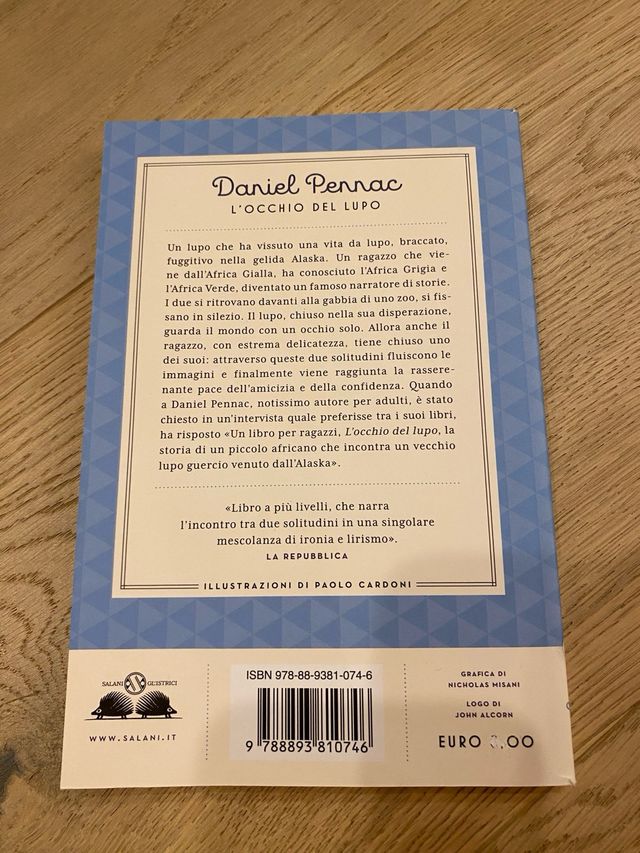 Daniel Pennac
L'OCCHIO DEL LUPO
Un lupo che ha vissuto una vita da lupo, braccato,
fuggitivo nella gelida Alaska. Un ragazzo che vie-
ne dall'Africa Gialla, ha conosciuto l'Africa Grigia e
l'Africa Verde, diventato un famoso narratore di storie.
I due si ritrovano davanti alla gabbia di uno zoo, si fis-
sano in silezio. Il lupo, chiuso nella sua disperazione,
guarda il mondo con un occhio solo. Allora anche il
ragazzo, con estrema delicatezza, tiene chiuso uno
dei suoi: attraverso queste due solitudini fluiscono le
immagini e finalmente viene raggiunta la rassere-
nante pace dell'amicizia e della confidenza. Quando
a Daniel Pennac, notissimo autore per adulti, è stato
chiesto in un'intervista quale preferisse tra i suoi libri,
ha risposto «Un libro per ragazzi, L'occhio del lupo, la
storia di un piccolo africano che incontra un vecchio
lupo guercio venuto dall'Alaska».
«Libro a più livelli, che narra
l'incontro tra due solitudini in una singolare
mescolanza di ironia e lirismo».
LA REPUBBLICA
ILLUSTRAZIONI DI PAOLO CARDONI
SALANI GL'ISTRICI
WWW.SALANI.IT
ISBN 978-88-9381-074-6
9 788893 810746
GRAFICA DI
NICHOLAS MISANI
LOGO DI
JOHN ALCORN
EURO